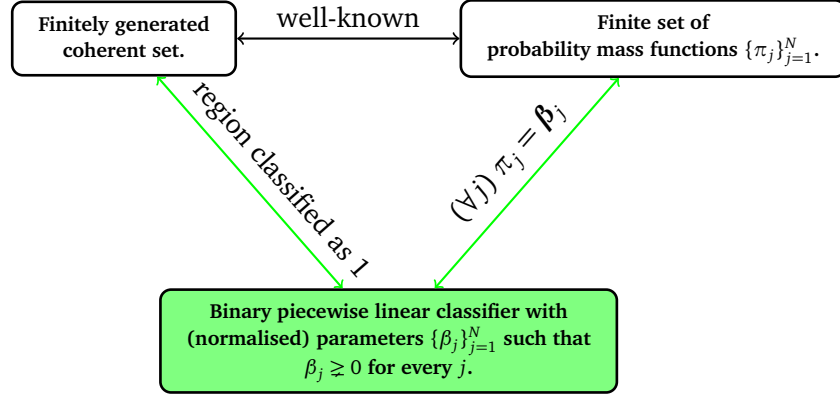 Finitely generated
coherent set.
well-known
Finite set of
probability mass functions {π_j}_{j=1}^N.
region classified as 1
(∀j) π_j = β_j
Binary piecewise linear classifier with
(normalised) parameters {β_j}_{j=1}^N such that
β_j ⪈ 0 for every j.